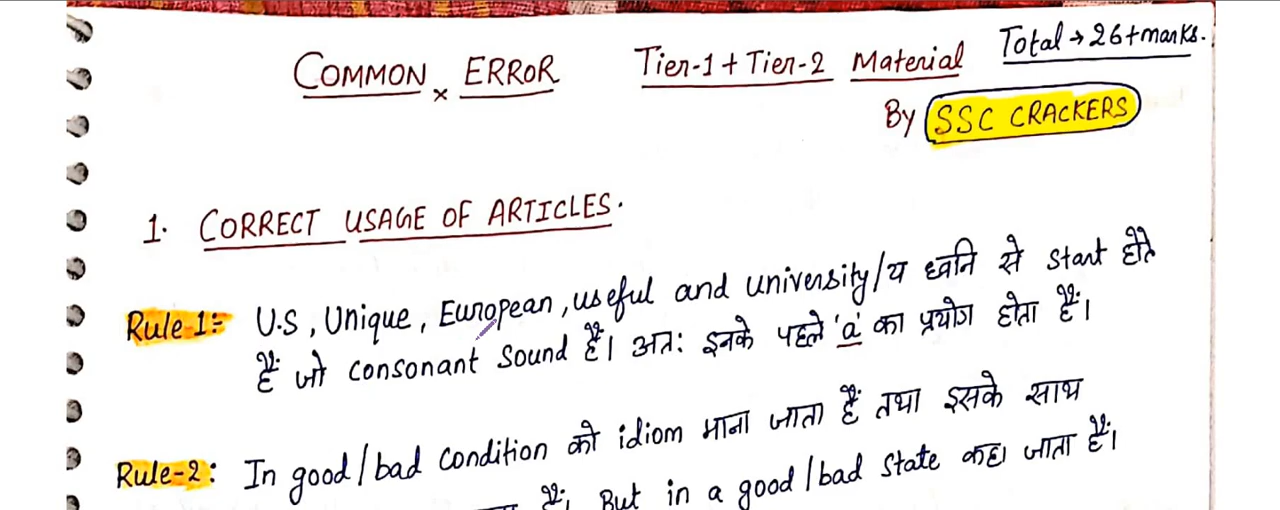 COMMON ERROR Tier-1 + Tier-2 Material Total → 26+marks.
By SSC CRACKERS
1. CORRECT USAGE OF ARTICLES.
Rule-1:- U.S, Unique, European, useful and university/य ध्वनि से start होते
हैं जो consonant sound हैं। अत: इनके पहले 'a' का प्रयोग होता है।
Rule-2: In good/bad condition को idiom माना जाता है तथा इसके साथ
But in a good/bad state कहा जाता है।